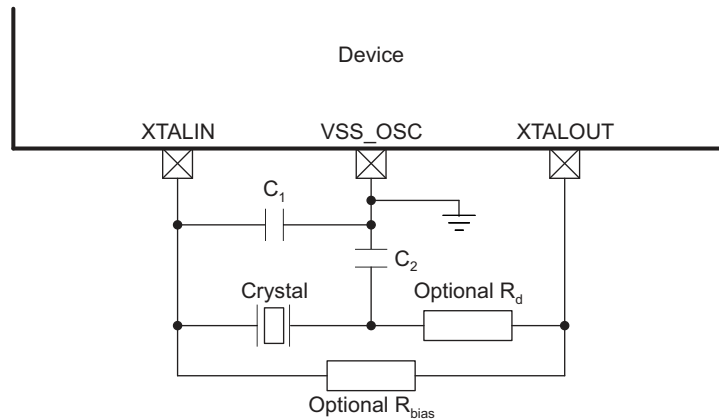 Device
XTALIN VSS_OSC XTALOUT
C1
C2
Crystal Optional Rd
Optional Rbias